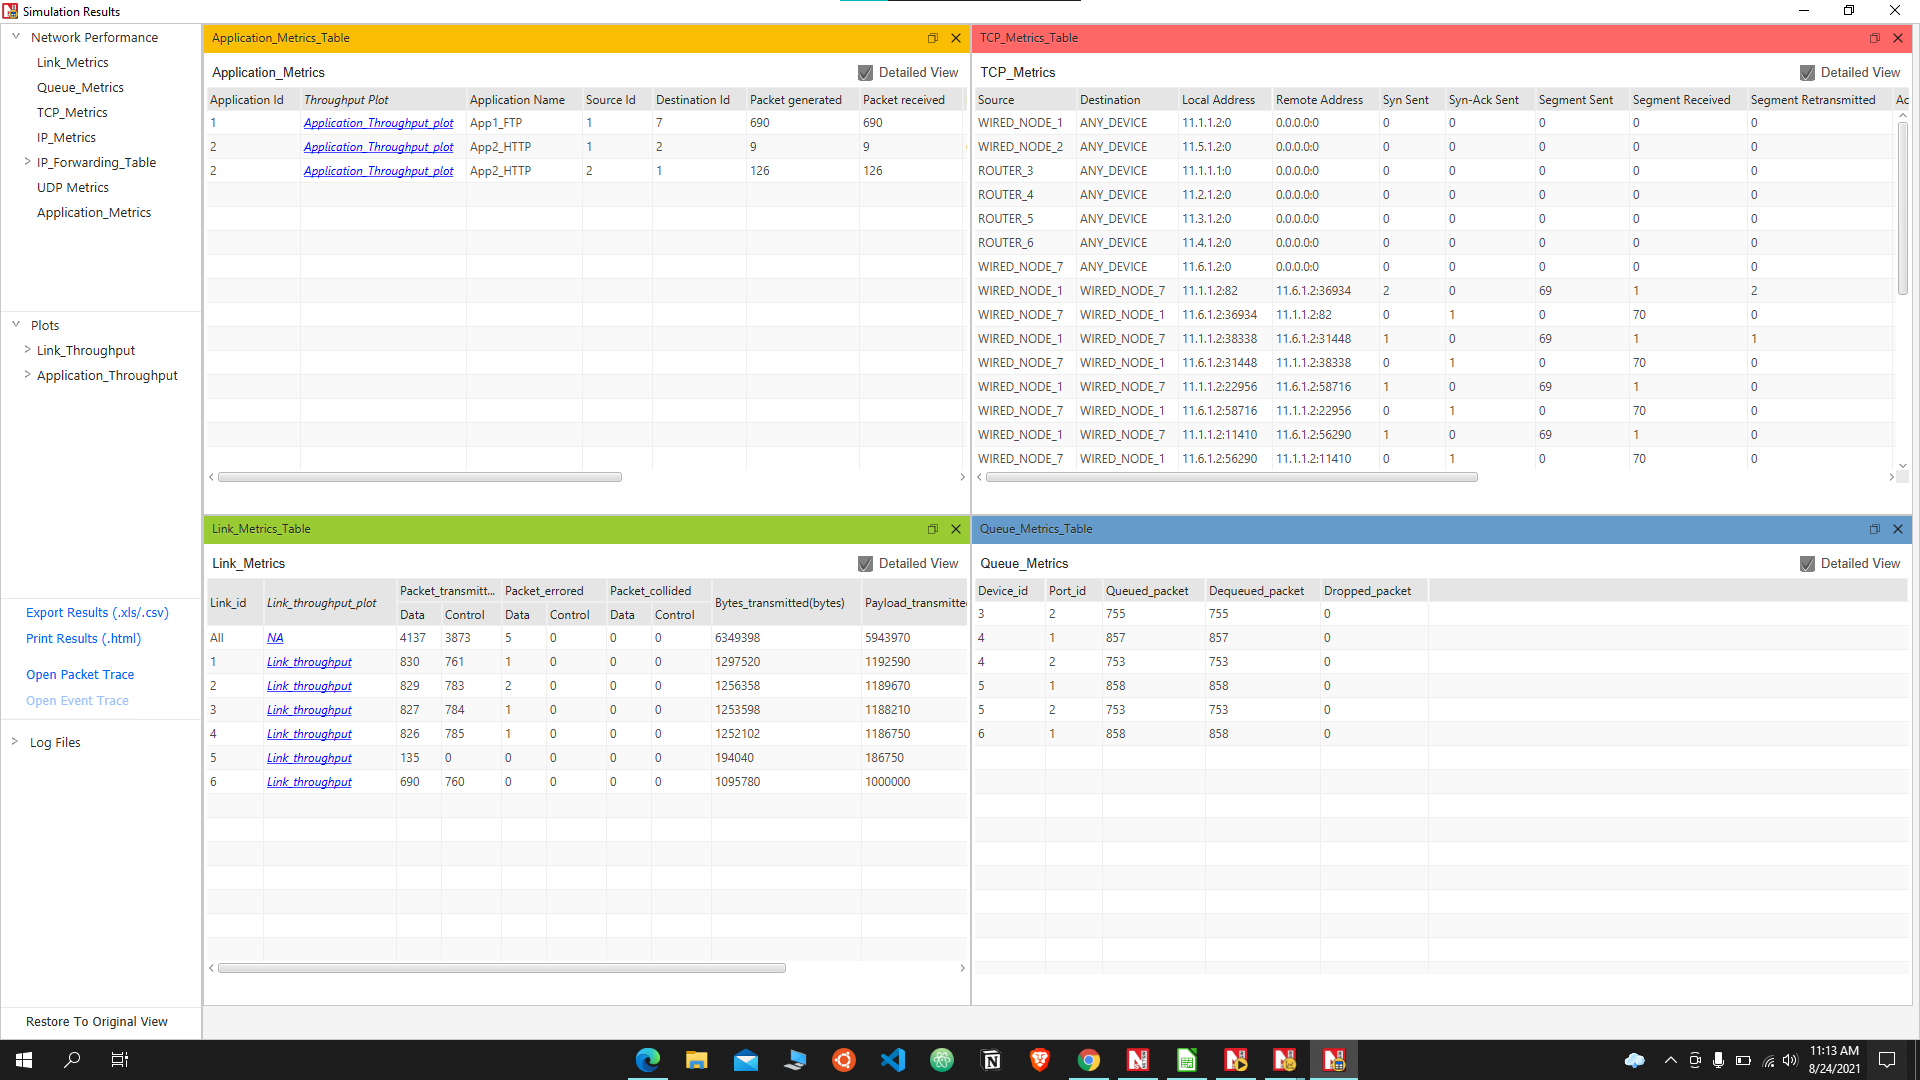 Simulation Results
Network Performance
Link_Metrics
Queue_Metrics
TCP_Metrics
IP_Metrics
IP_Forwarding_Table
UDP Metrics
Application_Metrics
Plots
Link_Throughput
Application_Throughput
Export Results (.xls/.csv)
Print Results (.html)
Open Packet Trace
Open Event Trace
Log Files
Restore To Original View
Application_Metrics_Table
Application_Metrics Detailed View
Application Id Throughput Plot Application Name Source Id Destination Id Packet generated Packet received
1 Application_Throughput_plot App1_FTP 1 7 690 690
2 Application_Throughput_plot App2_HTTP 1 2 9 9
2 Application_Throughput_plot App2_HTTP 2 1 126 126
TCP_Metrics_Table
TCP_Metrics Detailed View
Source Destination Local Address Remote Address Syn Sent Syn-Ack Sent Segment Sent Segment Received Segment Retransmitted Ac
WIRED_NODE_1 ANY_DEVICE 11.1.1.2:0 0.0.0.0:0 0 0 0 0 0
WIRED_NODE_2 ANY_DEVICE 11.5.1.2:0 0.0.0.0:0 0 0 0 0 0
ROUTER_3 ANY_DEVICE 11.1.1.1:0 0.0.0.0:0 0 0 0 0 0
ROUTER_4 ANY_DEVICE 11.2.1.2:0 0.0.0.0:0 0 0 0 0 0
ROUTER_5 ANY_DEVICE 11.3.1.2:0 0.0.0.0:0 0 0 0 0 0
ROUTER_6 ANY_DEVICE 11.4.1.2:0 0.0.0.0:0 0 0 0 0 0
WIRED_NODE_7 ANY_DEVICE 11.6.1.2:0 0.0.0.0:0 0 0 0 0 0
WIRED_NODE_1 WIRED_NODE_7 11.1.1.2:82 11.6.1.2:36934 2 0 69 1 2
WIRED_NODE_7 WIRED_NODE_1 11.6.1.2:36934 11.1.1.2:82 0 1 0 70 0
WIRED_NODE_1 WIRED_NODE_7 11.1.1.2:38338 11.6.1.2:31448 1 0 69 1 1
WIRED_NODE_7 WIRED_NODE_1 11.6.1.2:31448 11.1.1.2:38338 0 1 0 70 0
WIRED_NODE_1 WIRED_NODE_7 11.1.1.2:22956 11.6.1.2:58716 1 0 69 1 0
WIRED_NODE_7 WIRED_NODE_1 11.6.1.2:58716 11.1.1.2:22956 0 1 0 70 0
WIRED_NODE_1 WIRED_NODE_7 11.1.1.2:11410 11.6.1.2:56290 1 0 69 1 0
WIRED_NODE_7 WIRED_NODE_1 11.6.1.2:56290 11.1.1.2:11410 0 1 0 70 0
Link_Metrics_Table
Link_Metrics Detailed View
Link_id Link_throughput_plot Packet_transmitt... Packet_errored Packet_collided Bytes_transmitted(bytes) Payload_transmitte
Data Control Data Control Data Control
All NA 4137 3873 5 0 0 0 6349398 5943970
1 Link_throughput 830 761 1 0 0 0 1297520 1192590
2 Link_throughput 829 783 2 0 0 0 1256358 1189670
3 Link_throughput 827 784 1 0 0 0 1253598 1188210
4 Link_throughput 826 785 1 0 0 0 1252102 1186750
5 Link_throughput 135 0 0 0 0 0 194040 186750
6 Link_throughput 690 760 0 0 0 0 1095780 1000000
Queue_Metrics_Table
Queue_Metrics Detailed View
Device_id Port_id Queued_packet Dequeued_packet Dropped_packet
3 2 755 755 0
4 1 857 857 0
4 2 753 753 0
5 1 858 858 0
5 2 753 753 0
6 1 858 858 0
11:13 AM
8/24/2021